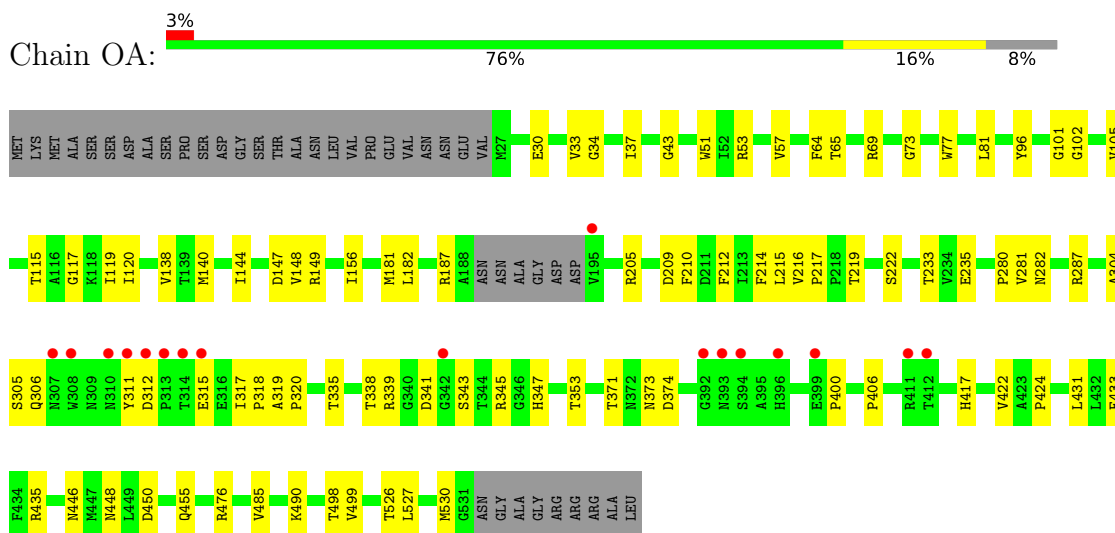 3%
Chain OA:
76% 16% 8%
MET LYS MET ALA SER SER ASP ALA SER PRO SER ASP GLY SER THR ALA ASN LEU VAL PRO GLU VAL ASN ASN GLU VAL M27 E30 V33 G34 I37 G43 W51 I52 R53 V57 F64 T65 R69 G73 W77 L81 Y96 G101 G102 V105
T115 A116 G117 K118 I119 I120 V138 T139 M140 I144 D147 V148 R149 I156 M181 L182 R187 A188 ASN ASN ALA GLY ASP ASP V195 R205 D209 F210 D211 F212 I213 F214 L215 V216 P217 P218 T219 S222 T233 V234 E235 P280 V281 N282 R287 A304
S305 Q306 N307 W308 N309 N310 Y311 D312 P313 T314 E315 E316 I317 P318 A319 P320 T335 T338 R339 G340 D341 G342 S343 T344 R345 G346 H347 T353 T371 N372 N373 D374 G392 N393 S394 A395 H396 E399 P400 P406 R411 T412 H417 V422 A423 P424 L431 L432 E433
F434 R435 N446 M447 N448 L449 D450 Q455 R476 V485 K490 T498 V499 T526 L527 M530 G531 ASN GLY ALA GLY ARG ARG ARG ALA LEU